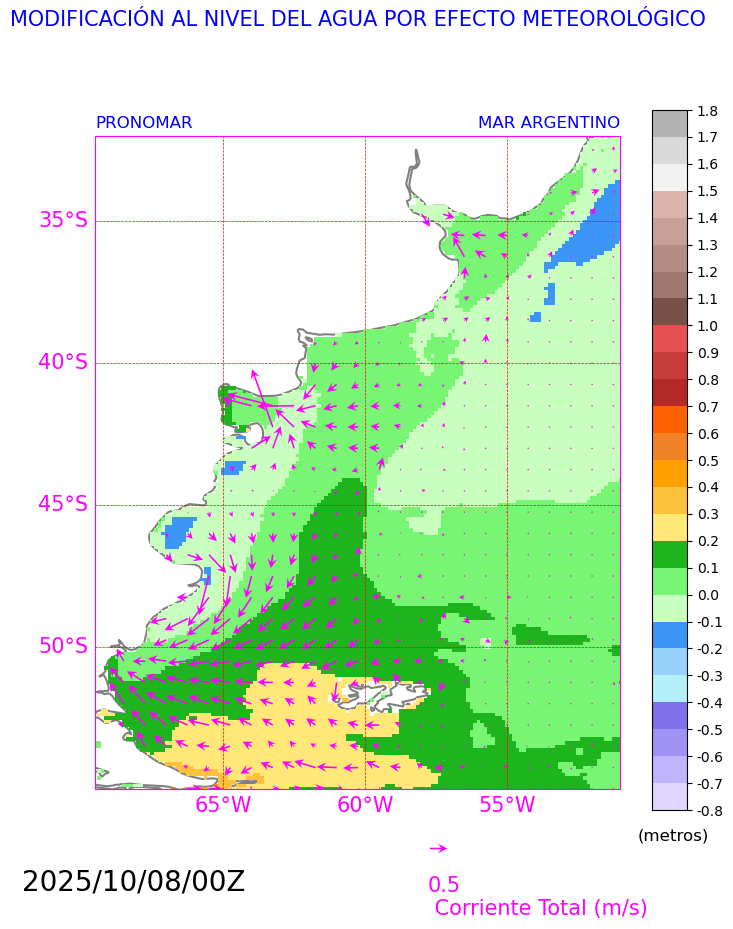 MODIFICACIÓN AL NIVEL DEL AGUA POR EFECTO METEOROLÓGICO
PRONOMAR MAR ARGENTINO
35°S
40°S
45°S
50°S
65°W 60°W 55°W
1.8
1.7
1.6
1.5
1.4
1.3
1.2
1.1
1.0
0.9
0.8
0.7
0.6
0.5
0.4
0.3
0.2
0.1
0.0
-0.1
-0.2
-0.3
-0.4
-0.5
-0.6
-0.7
-0.8
(metros)
2025/10/08/00Z
0.5
Corriente Total (m/s)